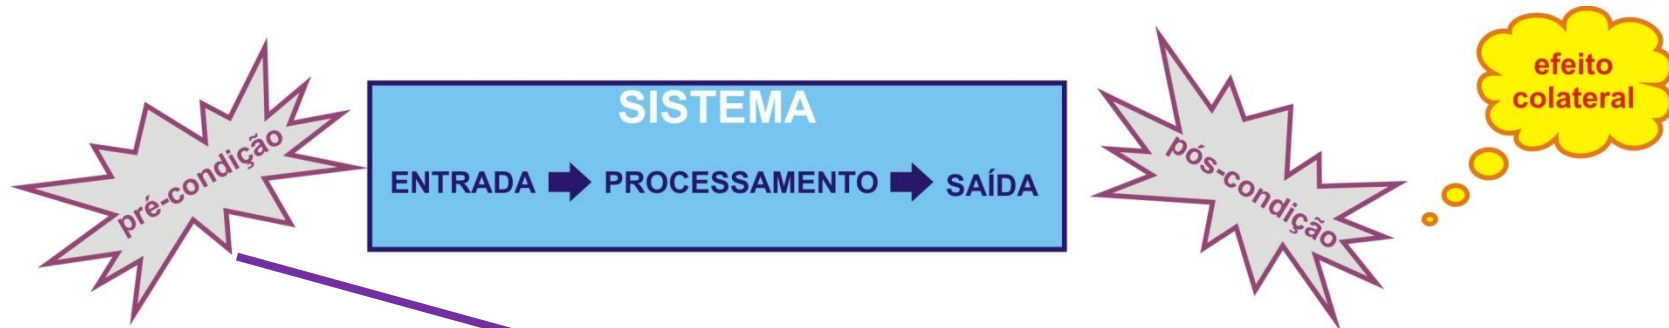 pré-condição
SISTEMA
ENTRADA PROCESSAMENTO SAÍDA
pós-condição
efeito
colateral